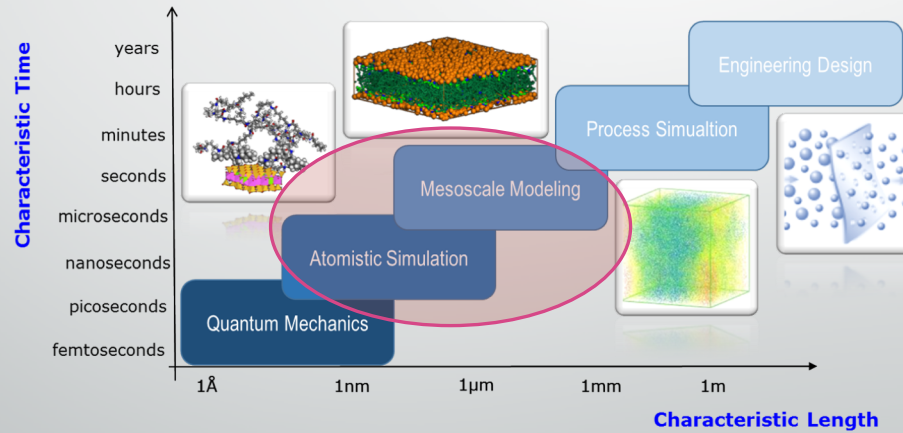 Characteristic Time
years
hours
minutes
seconds
microseconds
nanoseconds
picoseconds
femtoseconds
Engineering Design
Process Simualtion
Mesoscale Modeling
Atomistic Simulation
Quantum Mechanics
1Å
1nm
1µm
1mm
1m
Characteristic Length